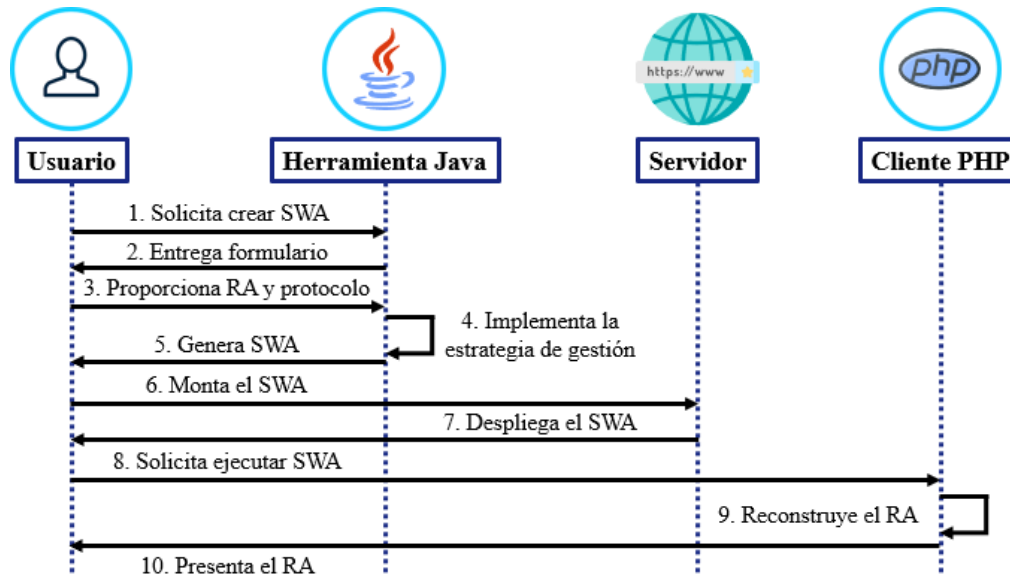 https://www
php
Usuario
Herramienta Java
Servidor
Cliente PHP
1. Solicita crear SWA
2. Entrega formulario
3. Proporciona RA y protocolo
4. Implementa la
estrategia de gestión
5. Genera SWA
6. Monta el SWA
7. Despliega el SWA
8. Solicita ejecutar SWA
9. Reconstruye el RA
10. Presenta el RA